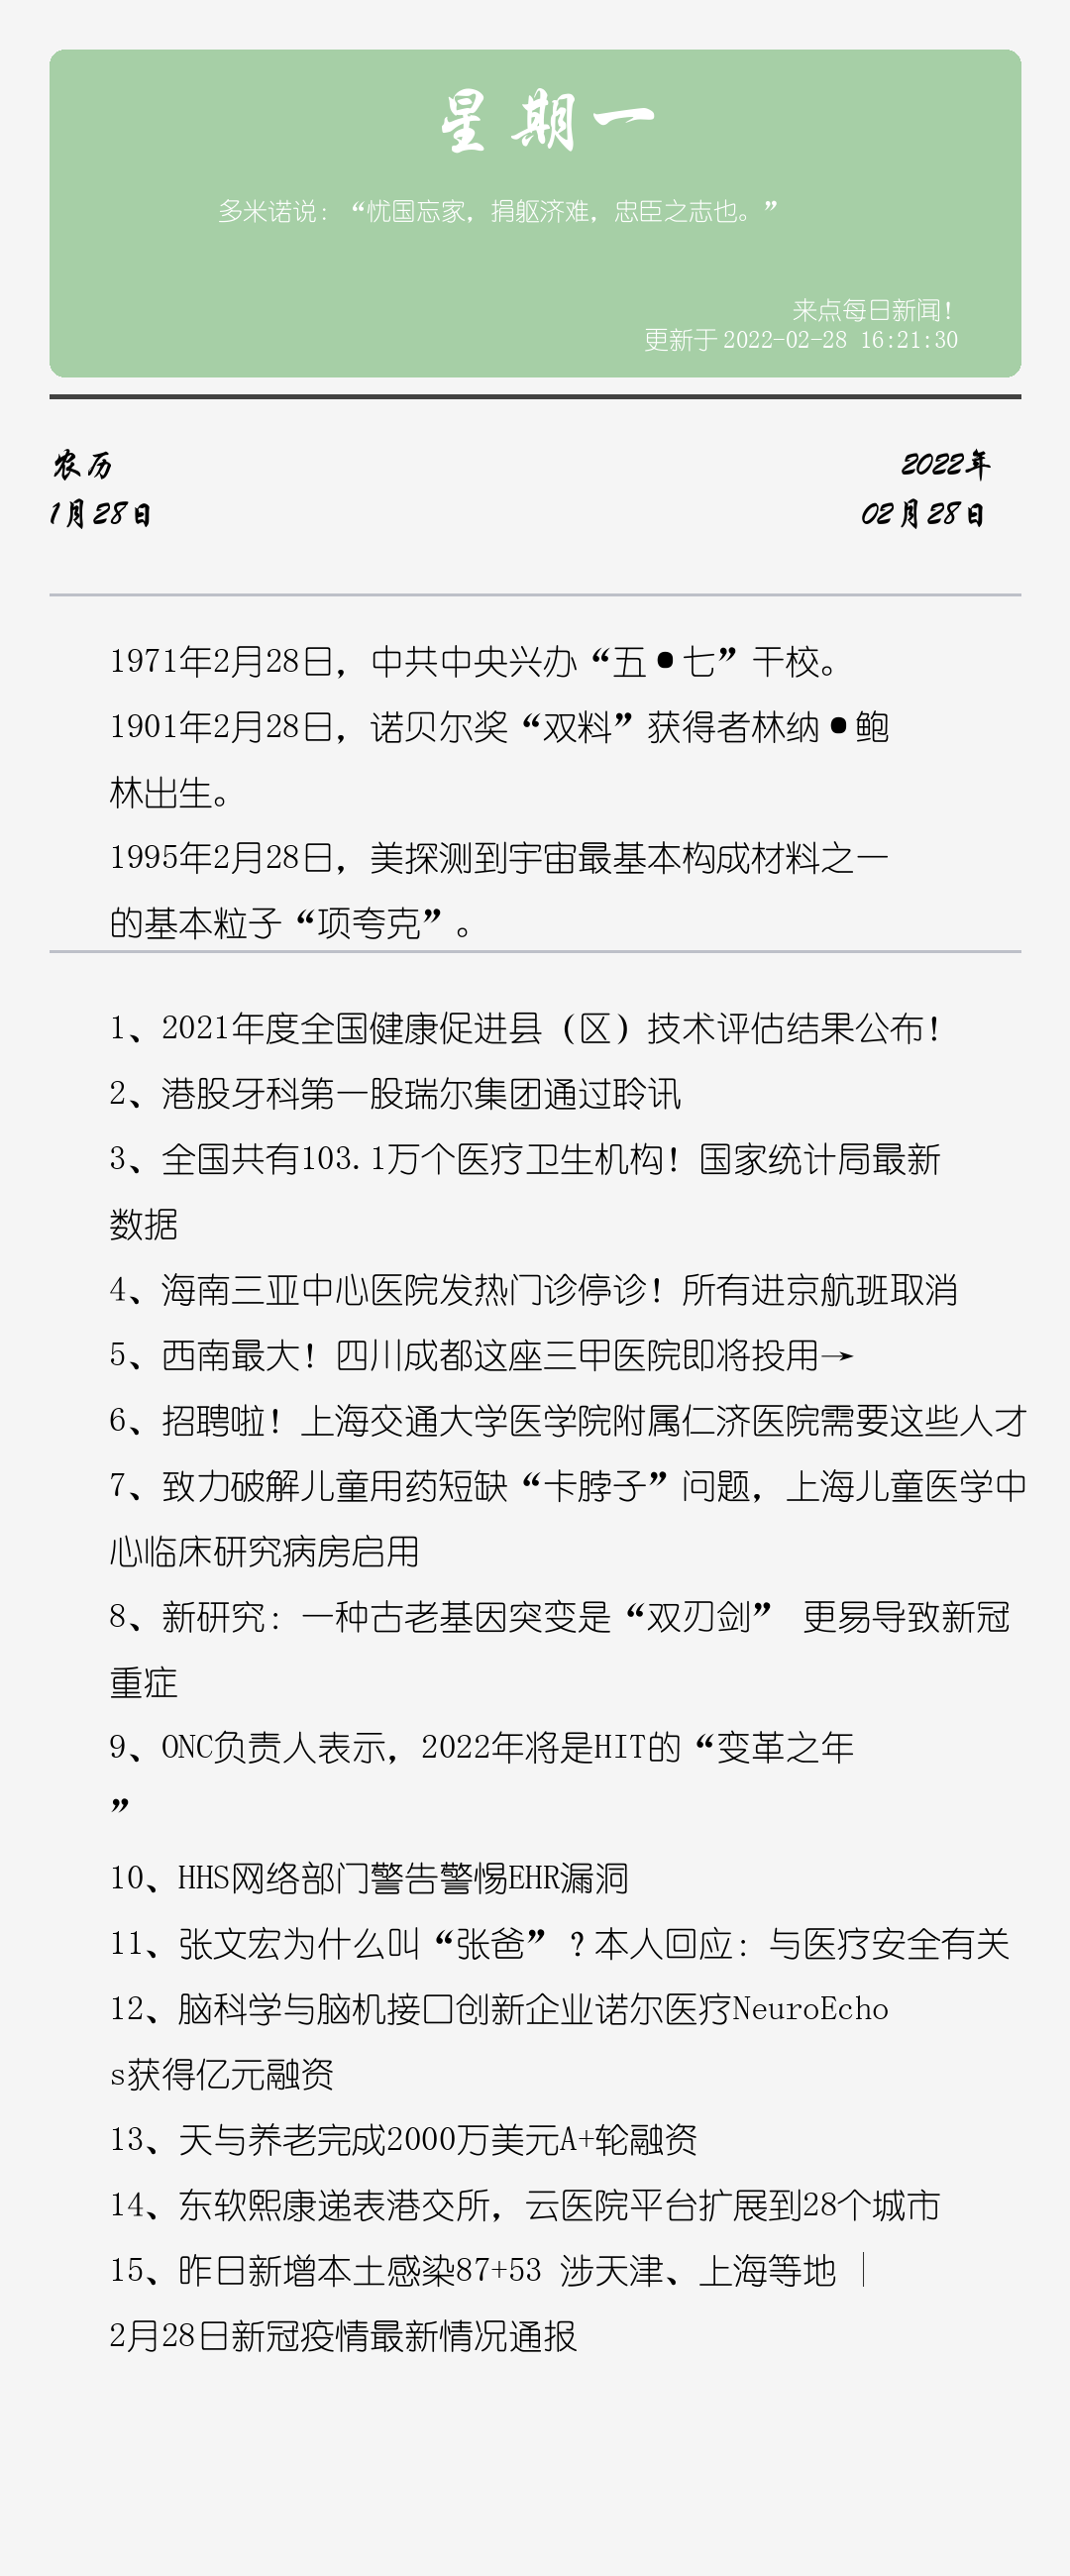 星期一
多米诺说：“忧国忘家，捐躯济难，忠臣之志也。”
来点每日新闻！
更新于2022-02-28 16:21:30
农历
2022年
1月28日
02月28日
1971年2月28日，中共中央兴办“五•七”干校。
1901年2月28日，诺贝尔奖“双料”获得者林纳•鲍
林出生。
1995年2月28日，美探测到宇宙最基本构成材料之一
的基本粒子“项夸克”。
1、2021年度全国健康促进县（区）技术评估结果公布！
2、港股牙科第一股瑞尔集团通过聆讯
3、全国共有103.1万个医疗卫生机构！国家统计局最新
数据
4、海南三亚中心医院发热门诊停诊！所有进京航班取消
5、西南最大！四川成都这座三甲医院即将投用→
6、招聘啦！上海交通大学医学院附属仁济医院需要这些人才
7、致力破解儿童用药短缺“卡脖子”问题，上海儿童医学中
心临床研究病房启用
8、新研究：一种古老基因突变是“双刃剑” 更易导致新冠
重症
9、ONC负责人表示，2022年将是HIT的“变革之年
”
10、HHS网络部门警告警惕EHR漏洞
11、张文宏为什么叫“张爸”？本人回应：与医疗安全有关
12、脑科学与脑机接口创新企业诺尔医疗NeuroEcho
s获得亿元融资
13、天与养老完成2000万美元A+轮融资
14、东软熙康递表港交所，云医院平台扩展到28个城市
15、昨日新增本土感染87+53 涉天津、上海等地 |
2月28日新冠疫情最新情况通报